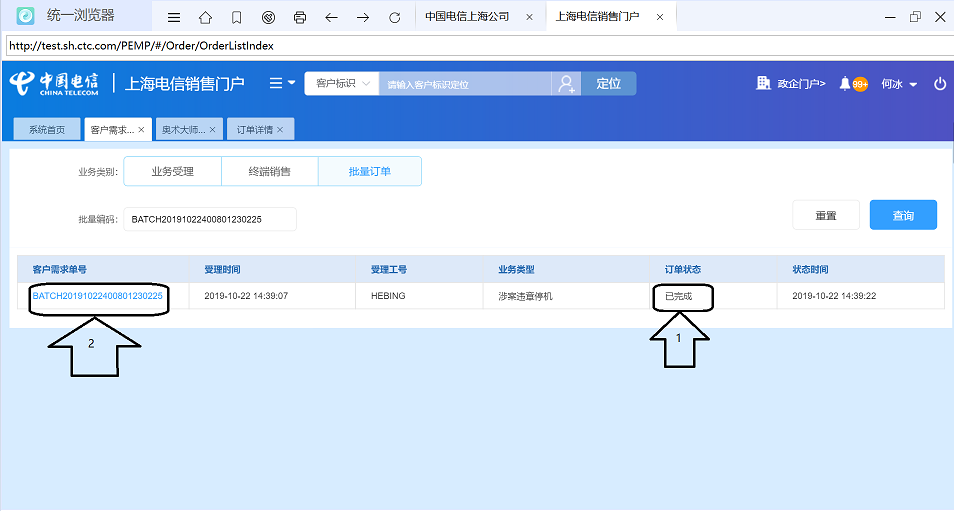 统一浏览器
中国电信上海公司
上海电信销售门户
http://test.sh.ctc.com/PEMP/#/Order/OrderListIndex
中国电信 CHINA TELECOM
上海电信销售门户
客户标识
请输入客户标识定位
定位
政企门户>
99+
何冰
系统首页
客户需求...
奥术大师...
订单详情
业务类别:
业务受理
终端销售
批量订单
批量编码:
BATCH20191022400801230225
重置
查询
客户需求单号 受理时间 受理工号 业务类型 订单状态 状态时间
BATCH20191022400801230225 2019-10-22 14:39:07 HEBING 涉案违章停机 已完成 2019-10-22 14:39:22
2
1